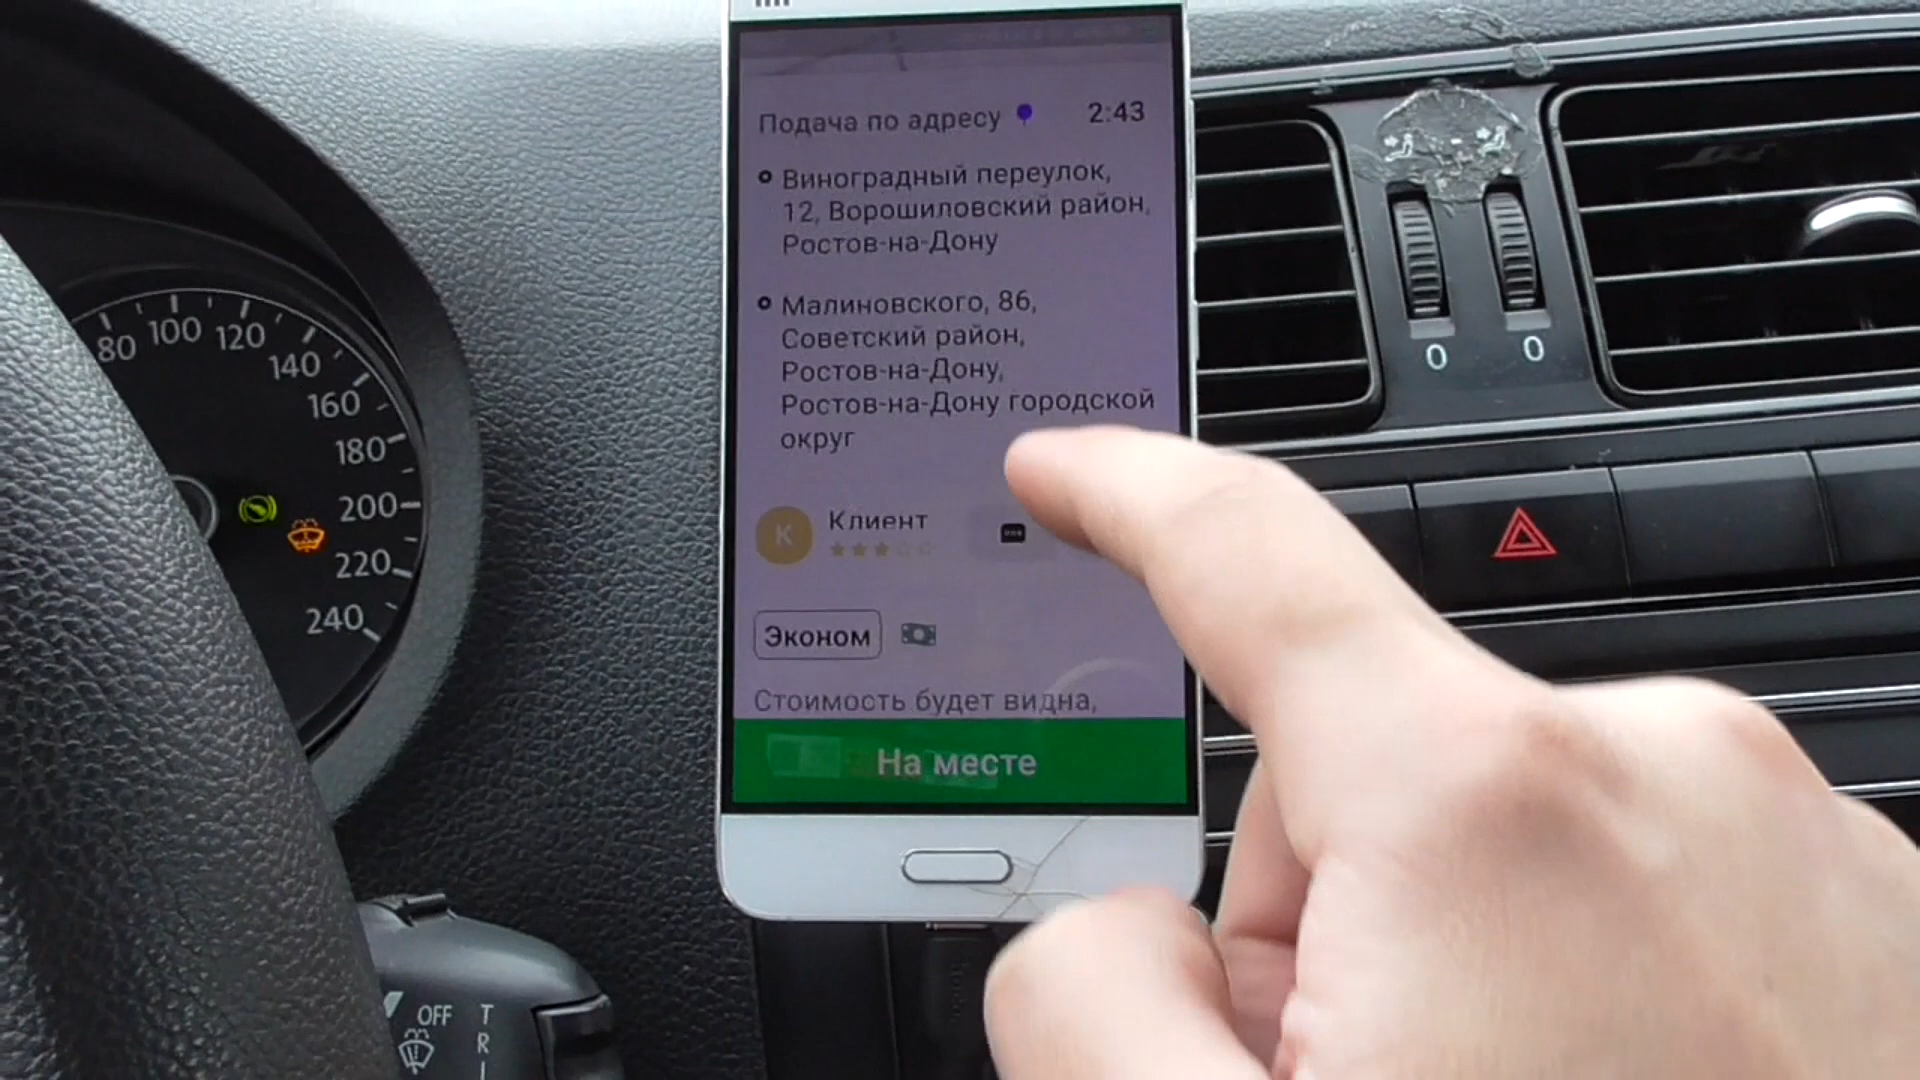 Подача по адресу 2:43
Виноградный переулок,
12, Ворошиловский район,
Ростов-на-Дону
Малиновского, 86,
Советский район,
Ростов-на-Дону,
Ростов-на-Дону городской
округ
К
Клиент
Эконом
Стоимость будет видна,
На месте
80
100
120
140
160
180
200
220
240
0
0
OFF
T
R
I